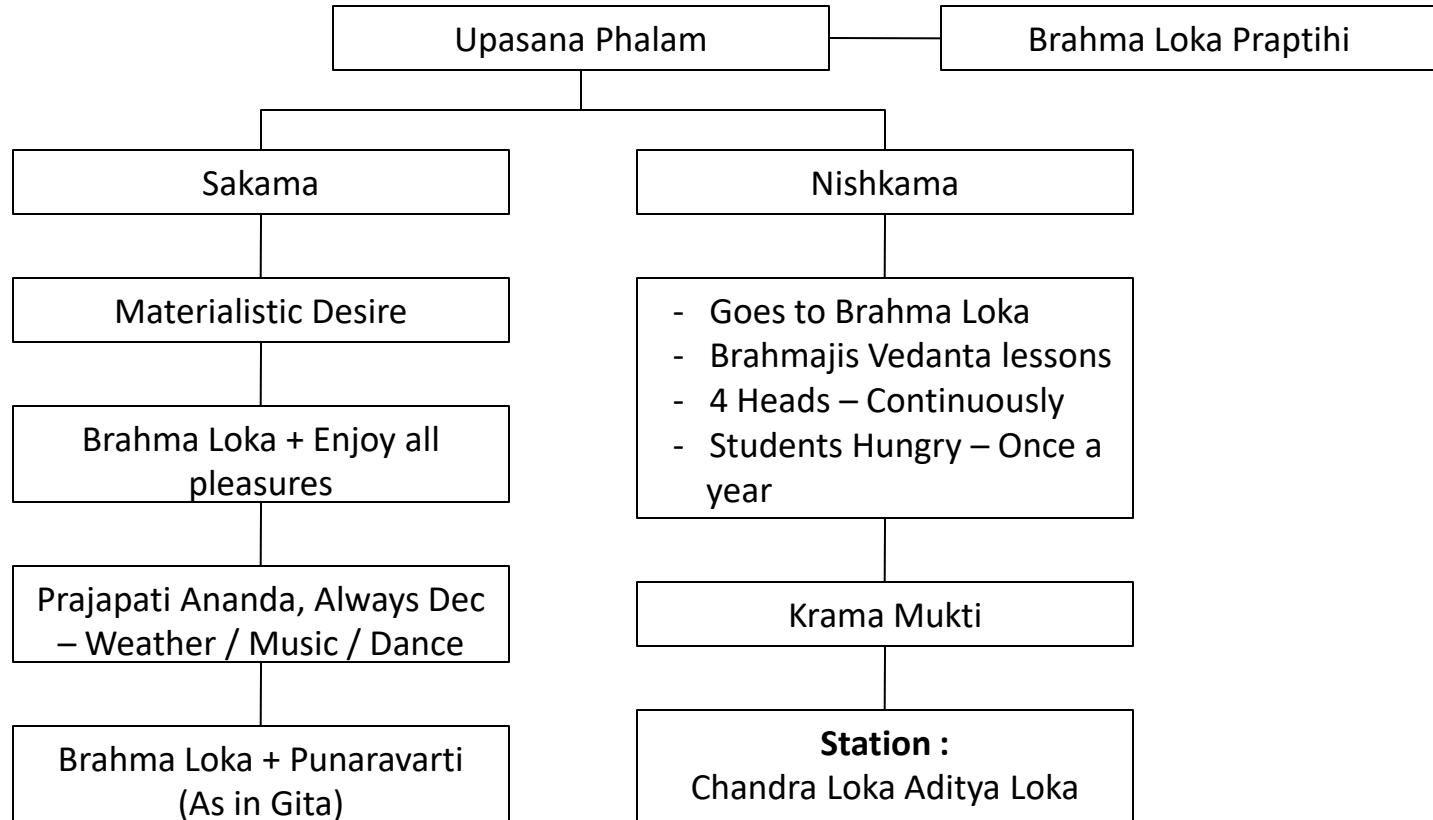 Upasana Phalam
Brahma Loka Praptihi
Sakama
Nishkama
Materialistic Desire
- Goes to Brahma Loka
- Brahmajis Vedanta lessons
- 4 Heads – Continuously
- Students Hungry – Once a
year
Brahma Loka + Enjoy all
pleasures
Prajapati Ananda, Always Dec
– Weather / Music / Dance
Krama Mukti
Brahma Loka + Punaravarti
(As in Gita)
Station :
Chandra Loka Aditya Loka